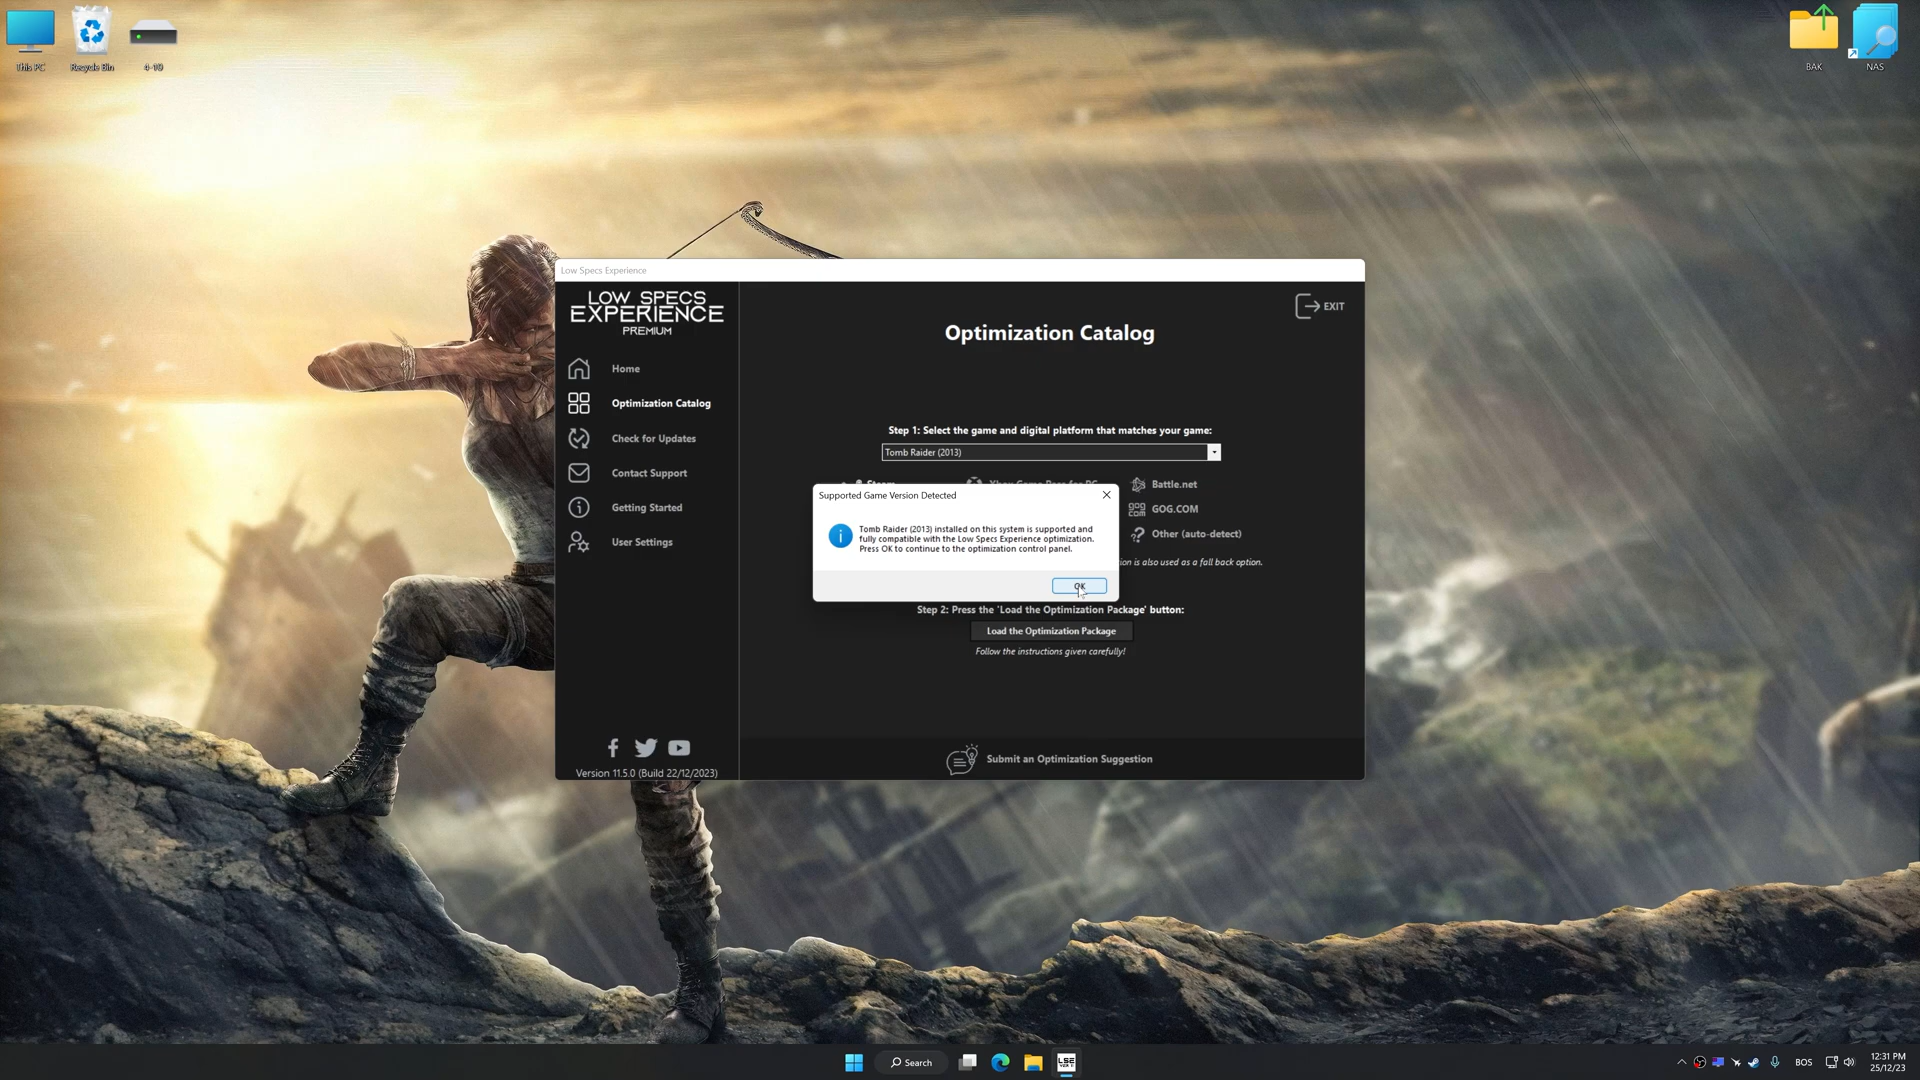 This PC
Recycle Bin
4-10
BAK
NAS
Low Specs Experience
LOW SPECS
EXPERIENCE
PREMIUM
Home
Optimization Catalog
Check for Updates
Contact Support
Getting Started
User Settings
Version 11.5.0 (Build 22/12/2023)
EXIT
Optimization Catalog
Step 1: Select the game and digital platform that matches your game:
Tomb Raider (2013)
Battle.net
GOG.COM
Other (auto-detect)
ion is also used as a fall back option.
Supported Game Version Detected
Tomb Raider (2013) installed on this system is supported and
fully compatible with the Low Specs Experience optimization.
Press OK to continue to the optimization control panel.
OK
Step 2: Press the 'Load the Optimization Package' button:
Load the Optimization Package
Follow the instructions given carefully!
Submit an Optimization Suggestion
Search
LSE
BOS
12:31 PM
25/12/23